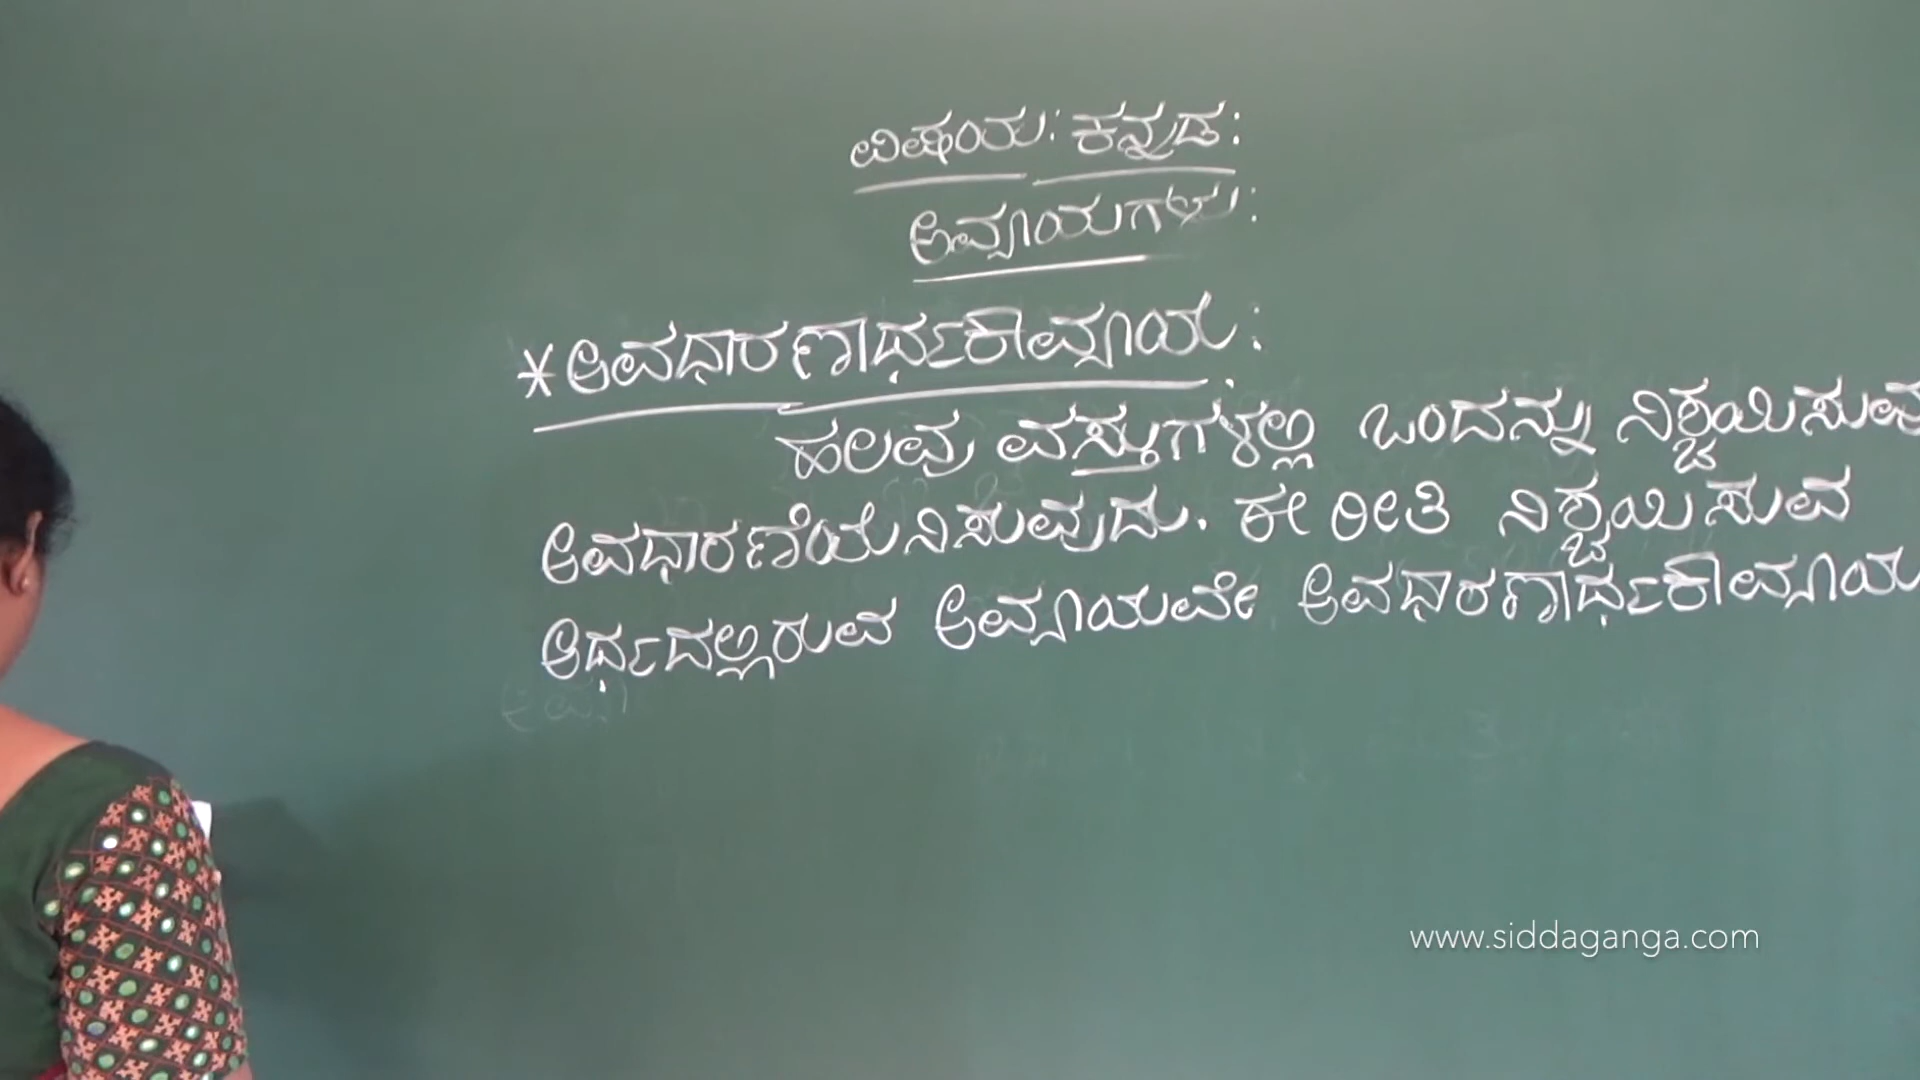 ವಿಷಯ: ಕನ್ನಡ:
ಅವ್ಯಯಗಳು:
*ಅವಧಾರಣಾರ್ಥಕಾವ್ಯಯ:
ಹಲವು ವಸ್ತುಗಳಲ್ಲಿ ಒಂದನ್ನು ನಿಶ್ಚಯಿಸುವು
ಅವಧಾರಣೆಯೆನಿಸುವುದು. ಈ ರೀತಿ ನಿಶ್ಚಯಿಸುವ
ಅರ್ಥದಲ್ಲಿರುವ ಅವ್ಯಯವೇ ಅವಧಾರಣಾರ್ಥಕಾವ್ಯಯ
www.siddaganga.com